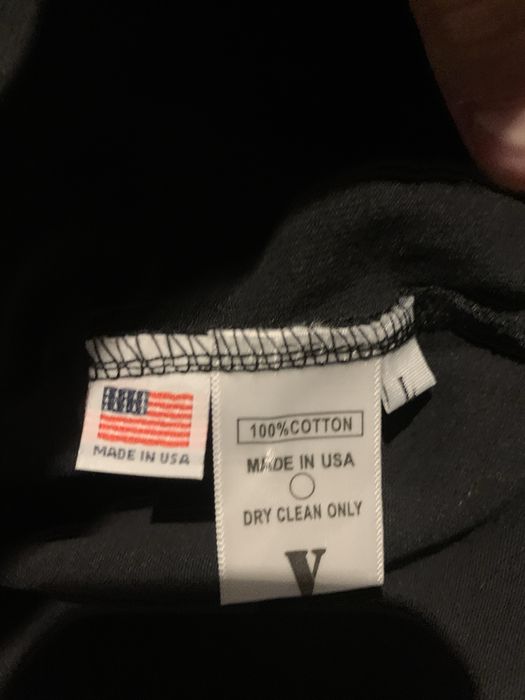 MADE IN USA
100%COTTON
MADE IN USA
DRY CLEAN ONLY
V